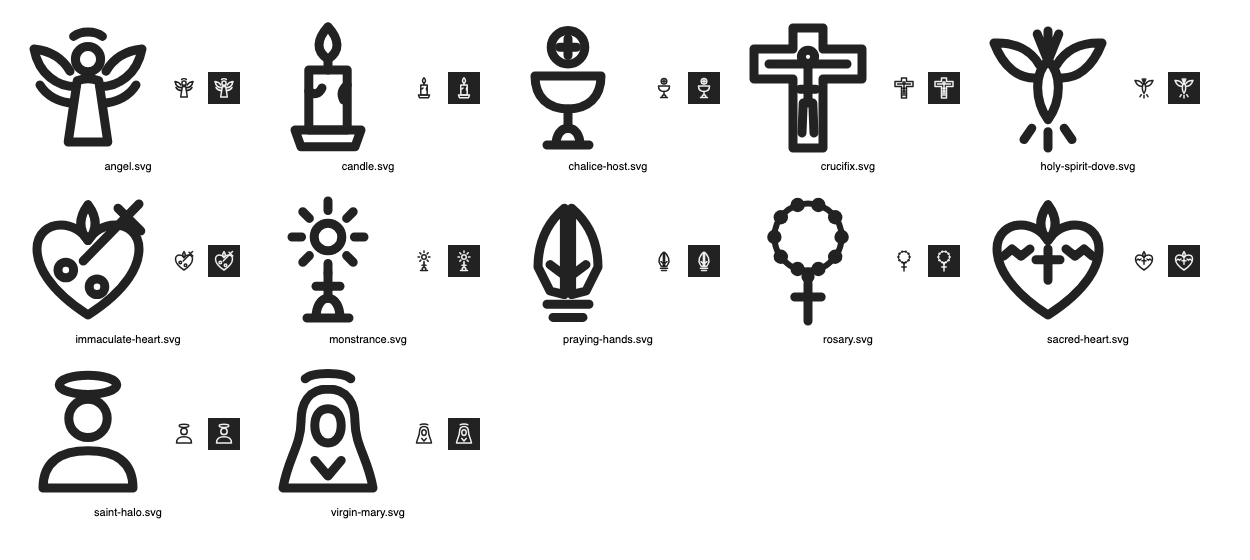 angel.svg
candle.svg
chalice-host.svg
crucifix.svg
holy-spirit-dove.svg
immaculate-heart.svg
monstrance.svg
praying-hands.svg
rosary.svg
sacred-heart.svg
saint-halo.svg
virgin-mary.svg